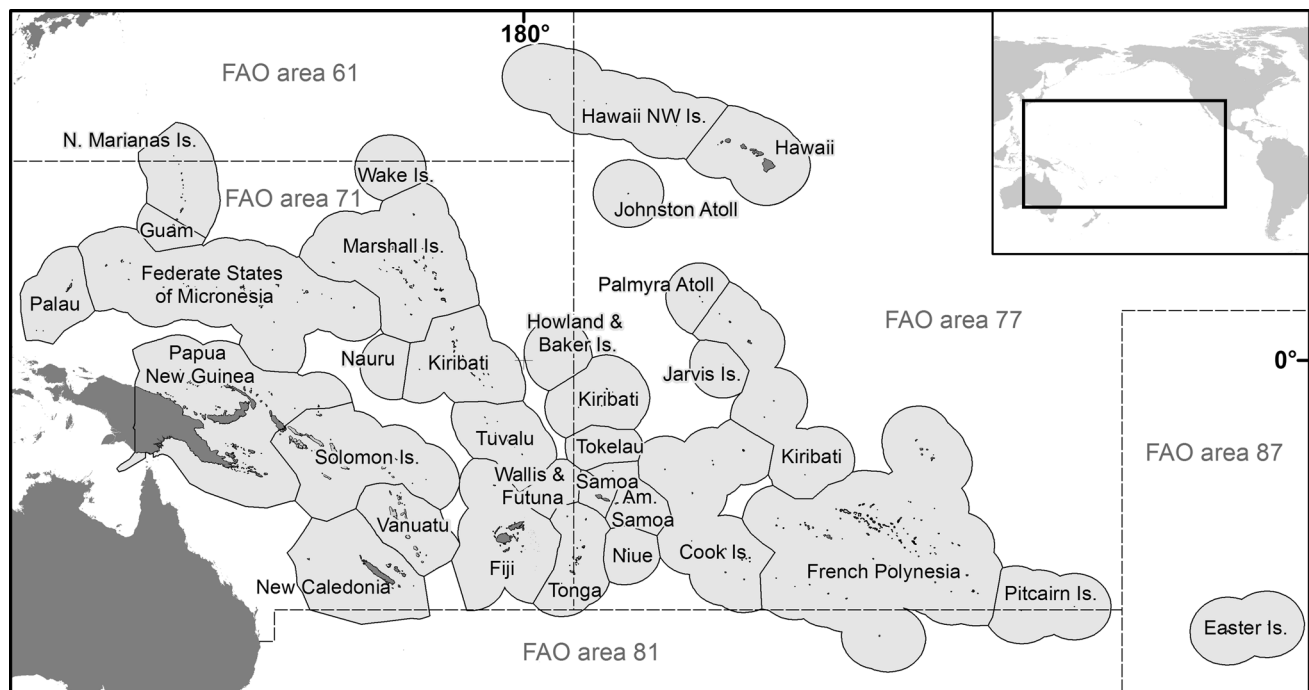 180°
FAO area 61
Hawaii NW Is.
Hawaii
N. Marianas Is.
Wake Is.
FAO area 71
Johnston Atoll
Guam
Marshall Is.
Federate States
of Micronesia
Palau
Palmyra Atoll
FAO area 77
Howland &
Baker Is.
Papua
New Guinea
Nauru
Kiribati
Jarvis Is.
0°
Kiribati
Tuvalu
Tokelau
Solomon Is.
Kiribati
FAO area 87
Wallis &
Futuna
Samoa
Am.
Samoa
Vanuatu
Cook Is.
Niue
Fiji
French Polynesia
New Caledonia
Tonga
Pitcairn Is.
Easter Is.
FAO area 81